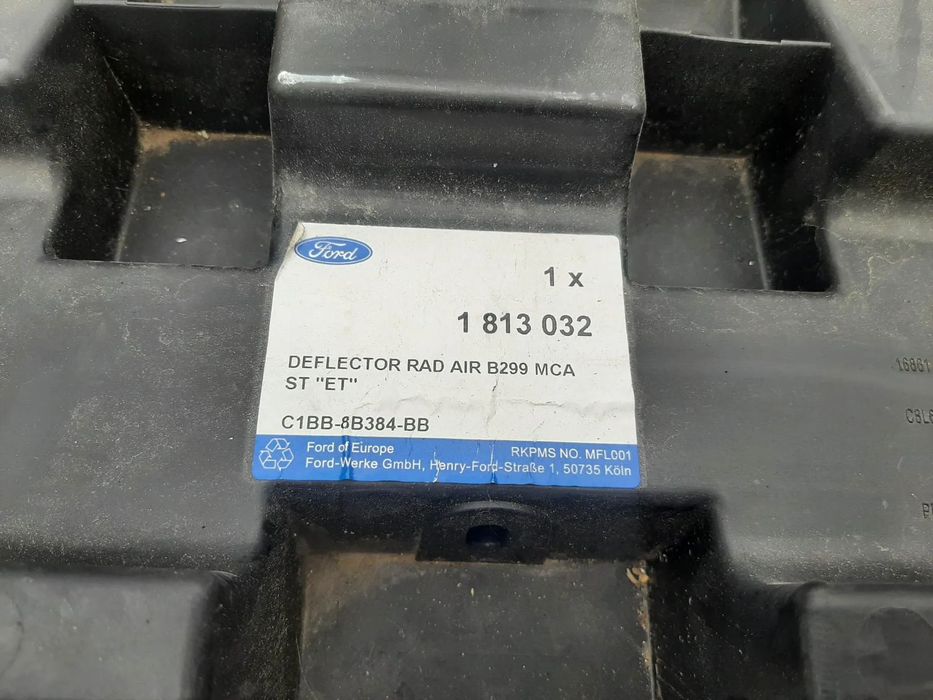 Ford
1 x
1 813 032
DEFLECTOR RAD AIR B299 MCA
ST "ET"
C1BB-8B384-BB
Ford of Europe
RKPMS NO. MFL001
Ford-Werke GmbH, Henry-Ford-Straße 1, 50735 Köln
16861